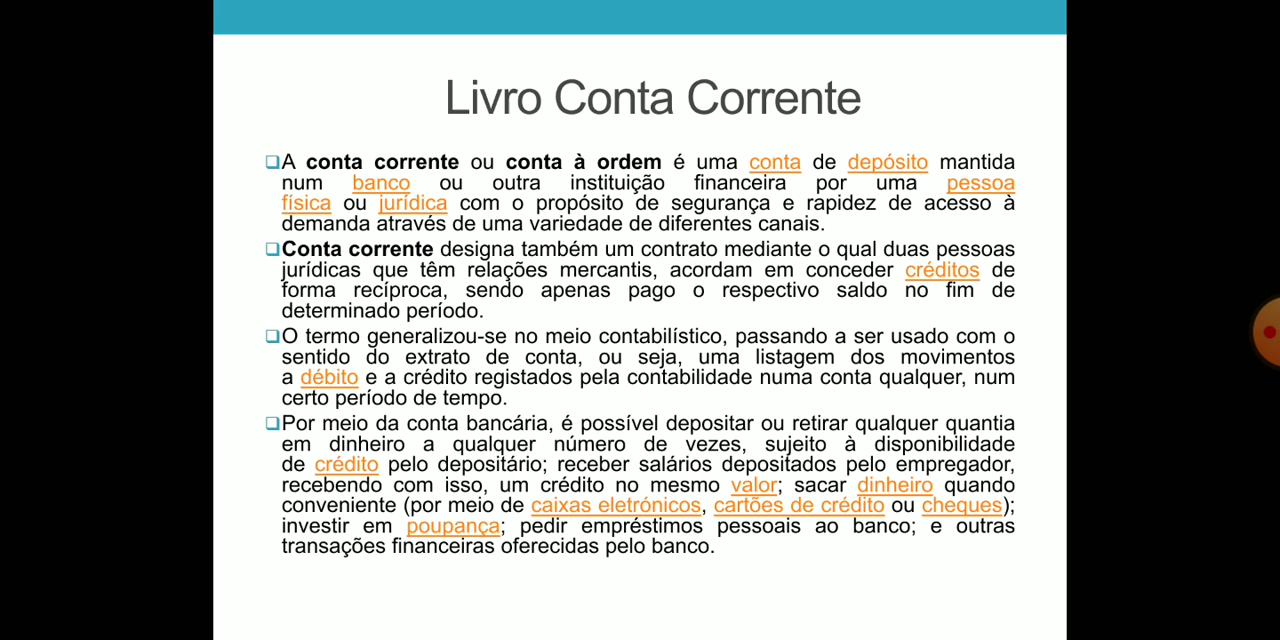 Livro Conta Corrente
❑A conta corrente ou conta à ordem é uma conta de depósito mantida
num banco ou outra instituição financeira por uma pessoa
física ou jurídica com o propósito de segurança e rapidez de acesso à
demanda através de uma variedade de diferentes canais.
❑Conta corrente designa também um contrato mediante o qual duas pessoas
jurídicas que têm relações mercantis, acordam em conceder créditos de
forma recíproca, sendo apenas pago o respectivo saldo no fim de
determinado período.
❑O termo generalizou-se no meio contabilístico, passando a ser usado com o
sentido do extrato de conta, ou seja, uma listagem dos movimentos
a débito e a crédito registados pela contabilidade numa conta qualquer, num
certo período de tempo.
❑Por meio da conta bancária, é possível depositar ou retirar qualquer quantia
em dinheiro a qualquer número de vezes, sujeito à disponibilidade
de crédito pelo depositário; receber salários depositados pelo empregador,
recebendo com isso, um crédito no mesmo valor; sacar dinheiro quando
conveniente (por meio de caixas eletrónicos, cartões de crédito ou cheques);
investir em poupança; pedir empréstimos pessoais ao banco; e outras
transações financeiras oferecidas pelo banco.